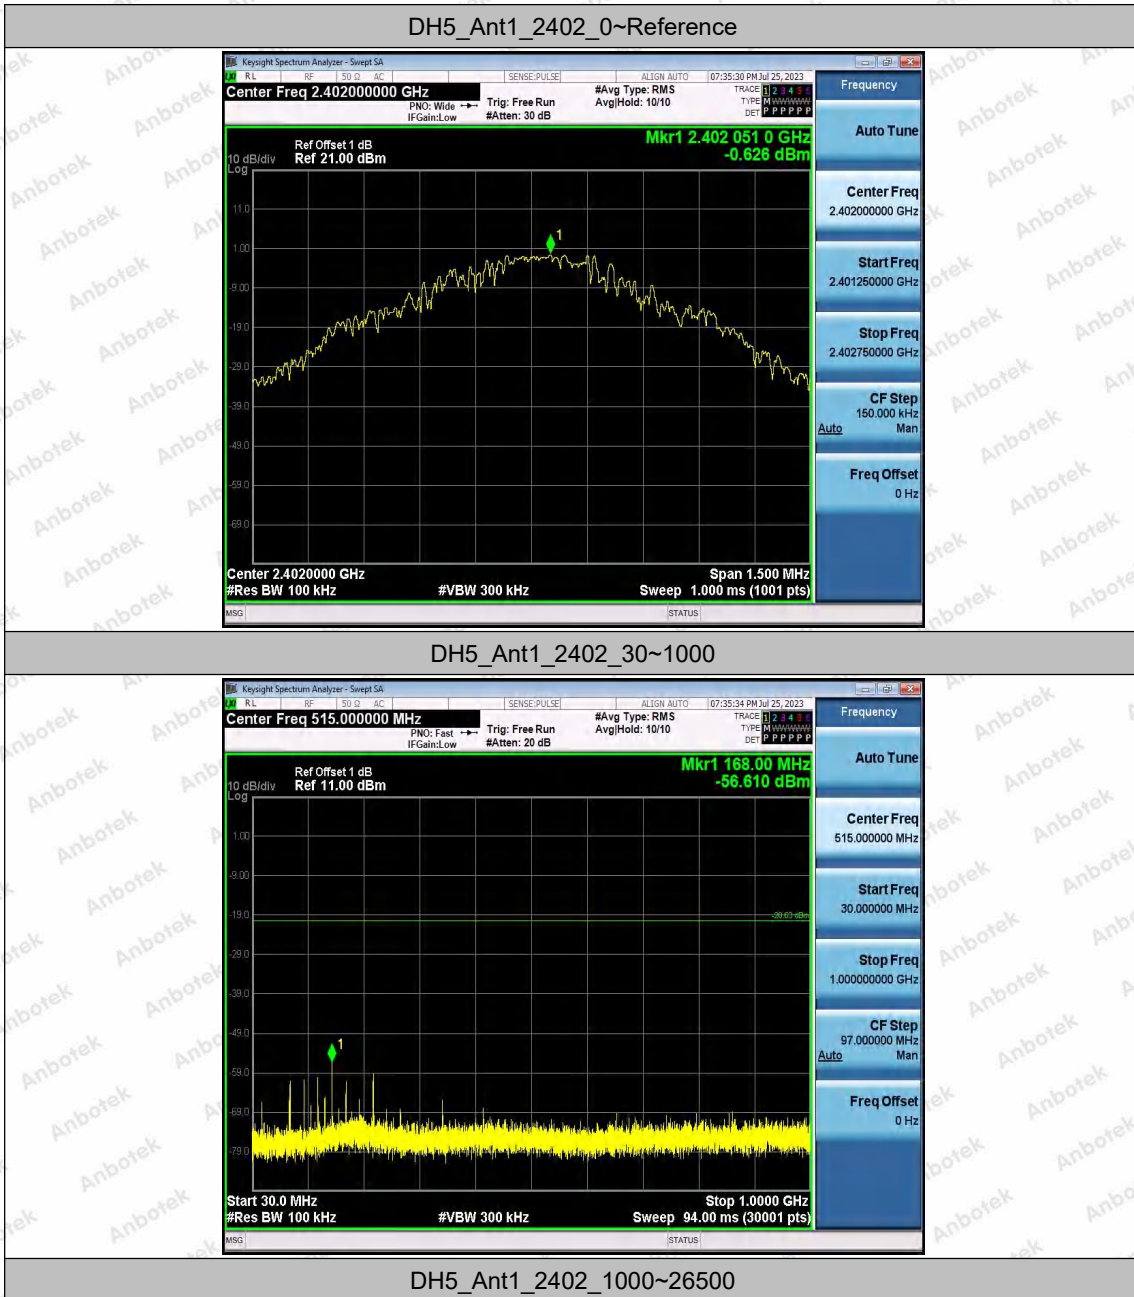 DH5_Ant1_2402_0~Reference
Keysight Spectrum Analyzer - Swept SA
RL RF 50 Ω AC SENSE:PULSE ALIGN AUTO 07:35:30 PM Jul 25, 2023
Center Freq 2.402000000 GHz
PNO: Wide
IFGain:Low
Trig: Free Run
#Atten: 30 dB
#Avg Type: RMS
Avg|Hold: 10/10
TRACE 1 2 3 4 5 6
TYPE M WWWWW
DET P P P P P P
Ref Offset 1 dB
10 dB/div Ref 21.00 dBm
Log
Mkr1 2.402 051 0 GHz
-0.626 dBm
11.0
1.00
-9.00
-19.0
-29.0
-39.0
-49.0
-59.0
-69.0
1
Center 2.4020000 GHz Span 1.500 MHz
#Res BW 100 kHz #VBW 300 kHz Sweep 1.000 ms (1001 pts)
MSG STATUS
Frequency
Auto Tune
Center Freq
2.402000000 GHz
Start Freq
2.401250000 GHz
Stop Freq
2.402750000 GHz
CF Step
150.000 kHz
Auto Man
Freq Offset
0 Hz
DH5_Ant1_2402_30~1000
Keysight Spectrum Analyzer - Swept SA
RL RF 50 Ω AC SENSE:PULSE ALIGN AUTO 07:35:34 PM Jul 25, 2023
Center Freq 515.000000 MHz
PNO: Fast
IFGain:Low
Trig: Free Run
#Atten: 20 dB
#Avg Type: RMS
Avg|Hold: 10/10
TRACE 1 2 3 4 5 6
TYPE M WWWWW
DET P P P P P P
Ref Offset 1 dB
10 dB/div Ref 11.00 dBm
Log
Mkr1 168.00 MHz
-56.610 dBm
1.00
-9.00
-19.0
-29.0
-39.0
-49.0
-59.0
-69.0
-79.0
1
Start 30.0 MHz Stop 1.0000 GHz
#Res BW 100 kHz #VBW 300 kHz Sweep 94.00 ms (30001 pts)
MSG STATUS
Frequency
Auto Tune
Center Freq
515.000000 MHz
Start Freq
30.000000 MHz
Stop Freq
1.000000000 GHz
CF Step
97.000000 MHz
Auto Man
Freq Offset
0 Hz
DH5_Ant1_2402_1000~26500